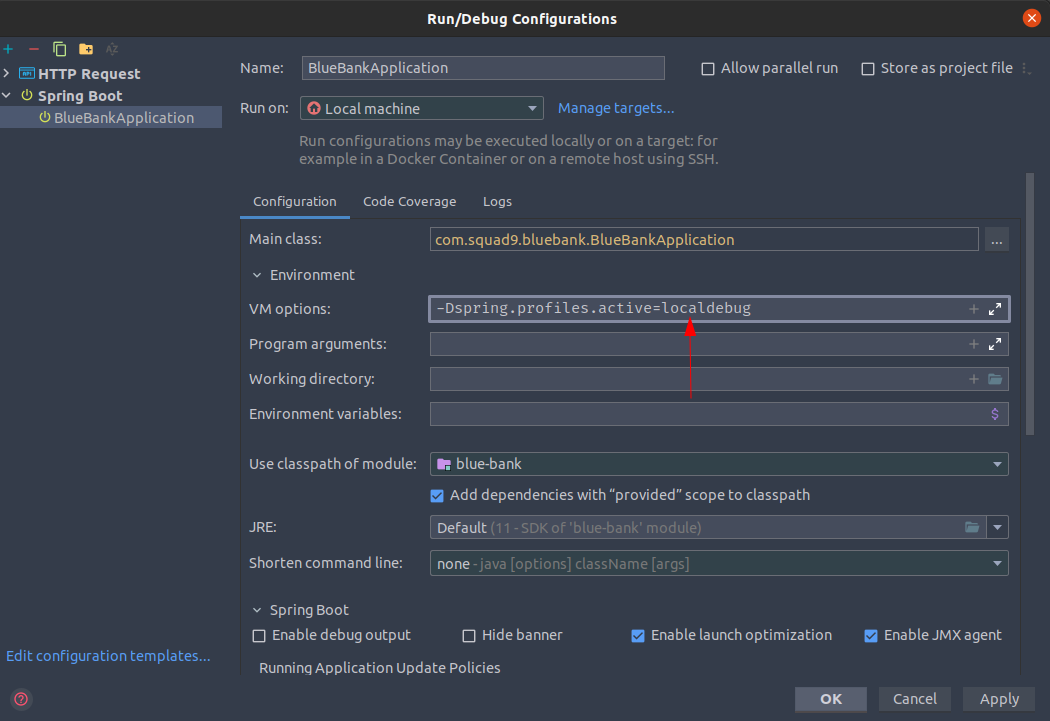 Run/Debug Configurations
HTTP Request
Spring Boot
BlueBankApplication
Edit configuration templates...
Name: BlueBankApplication
Allow parallel run
Store as project file
Run on: Local machine
Manage targets...
Run configurations may be executed locally or on a target: for
example in a Docker Container or on a remote host using SSH.
Configuration Code Coverage Logs
Main class: com.squad9.bluebank.BlueBankApplication ...
Environment
VM options: -Dspring.profiles.active=localdebug
Program arguments:
Working directory:
Environment variables: $
Use classpath of module: blue-bank
Add dependencies with “provided” scope to classpath
JRE: Default (11 - SDK of 'blue-bank' module)
Shorten command line: none - java [options] className [args]
Spring Boot
Enable debug output Hide banner Enable launch optimization Enable JMX agent
Running Application Update Policies
? OK Cancel Apply